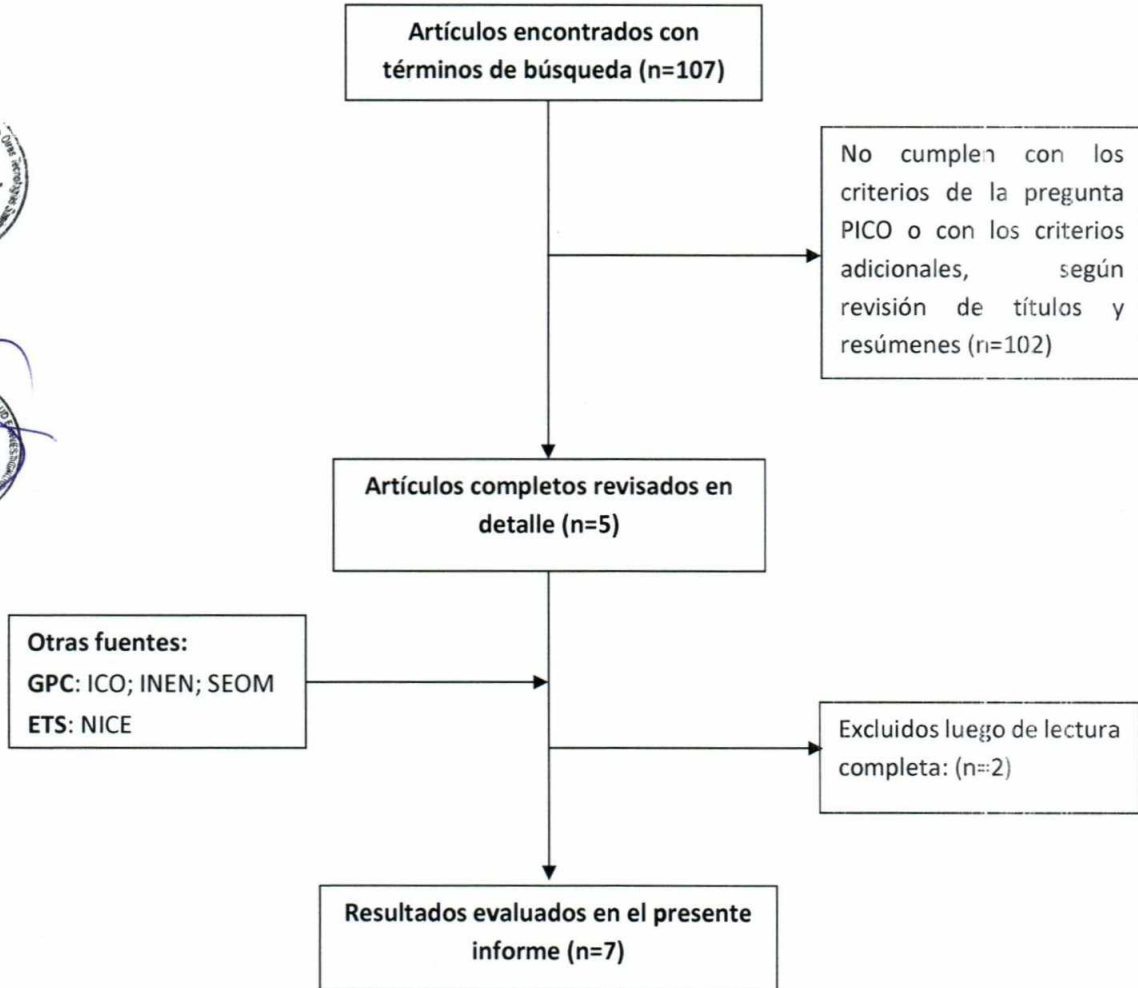 Artículos encontrados con
términos de búsqueda (n=107)
No cumplen con los
criterios de la pregunta
PICO o con los criterios
adicionales, según
revisión de títulos y
resúmenes (n=102)
Artículos completos revisados en
detalle (n=5)
Otras fuentes:
GPC: ICO; INEN; SEOM
ETS: NICE
Excluidos luego de lectura
completa: (n=2)
Resultados evaluados en el presente
informe (n=7)